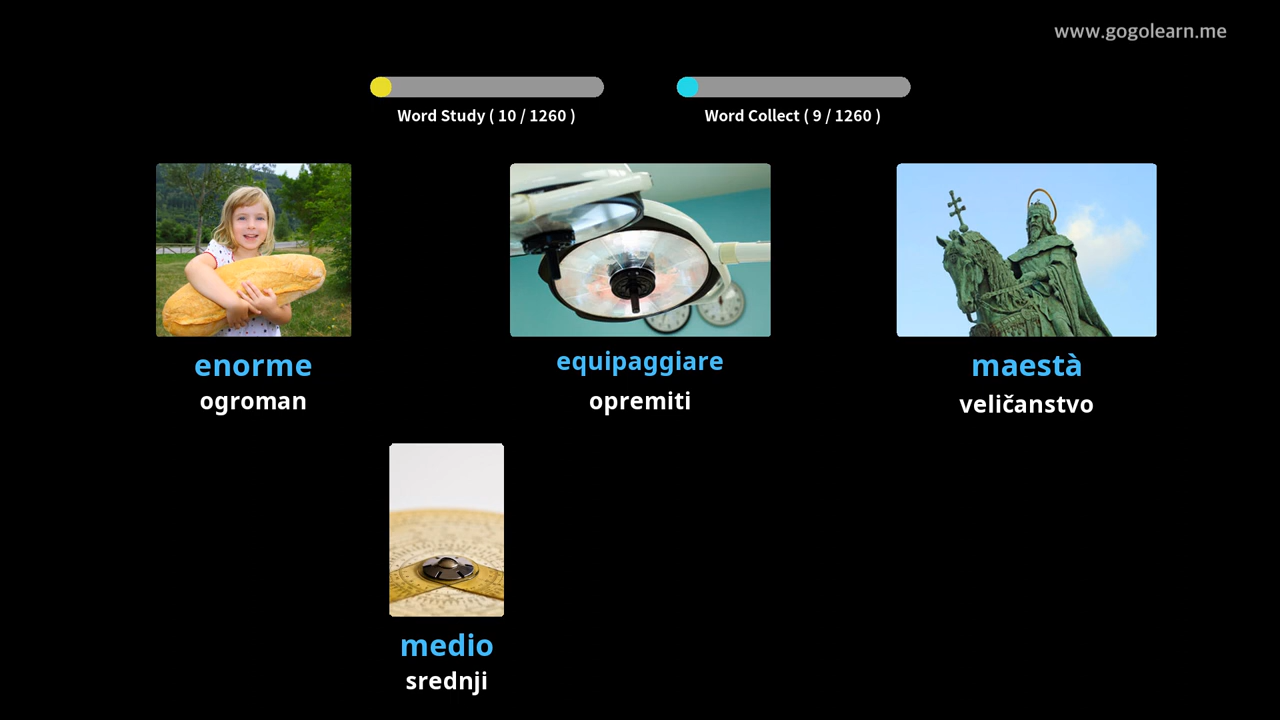 www.gogolearn.me
Word Study ( 10 / 1260 )
Word Collect ( 9 / 1260 )
enorme
ogroman
equipaggiare
opremiti
maestà
veličanstvo
medio
srednji